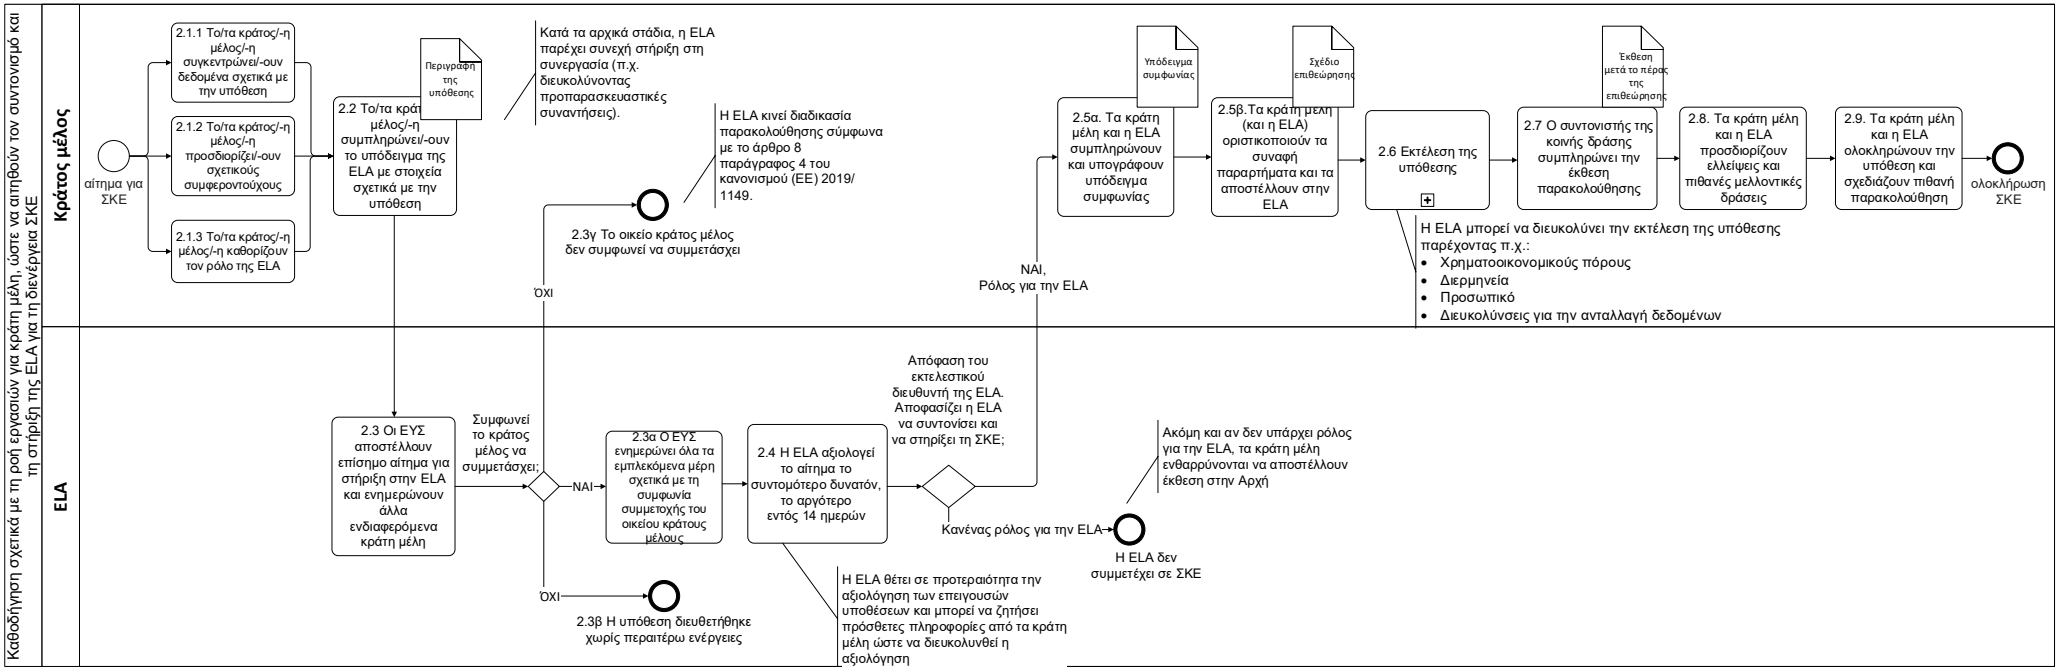 Καθοδήγηση σχετικά με τη ροή εργασιών για κράτη μέλη, ώστε να αιτηθούν τον συντονισμό και
τη στήριξη της ELA για τη διενέργεια ΣΚΕ
Κράτος μέλος
αίτημα για
ΣΚΕ
2.1.1 Το/τα κράτος/-η
μέλος/-η
συγκεντρώνει/-ουν
δεδομένα σχετικά με
την υπόθεση
2.1.2 Το/τα κράτος/-η
μέλος/-η
προσδιορίζει/-ουν
σχετικούς
συμφεροντούχους
2.1.3 Το/τα κράτος/-η
μέλος/-η καθορίζουν
τον ρόλο της ELA
Περιγραφή
της
υπόθεσης
2.2 Το/τα κράτ
μέλος/-η
συμπληρώνει/-ουν
το υπόδειγμα της
ELA με στοιχεία
σχετικά με την
υπόθεση
Κατά τα αρχικά στάδια, η ELA
παρέχει συνεχή στήριξη στη
συνεργασία (π.χ.
διευκολύνοντας
προπαρασκευαστικές
συναντήσεις).
Η ELA κινεί διαδικασία
παρακολούθησης σύμφωνα
με το άρθρο 8
παράγραφος 4 του
κανονισμού (ΕΕ) 2019/
1149.
2.3γ Το οικείο κράτος μέλος
δεν συμφωνεί να συμμετάσχει
ΌΧΙ
ΝΑΙ,
Ρόλος για την ELA
Υπόδειγμα
συμφωνίας
2.5α. Τα κράτη
μέλη και η ELA
συμπληρώνουν
και υπογράφουν
υπόδειγμα
συμφωνίας
Σχέδιο
επιθεώρησης
2.5β.Τα κράτη μέλη
(και η ELA)
οριστικοποιούν τα
συναφή
παραρτήματα και τα
αποστέλλουν στην
ELA
2.6 Εκτέλεση της
υπόθεσης
Η ELA μπορεί να διευκολύνει την εκτέλεση της υπόθεσης
παρέχοντας π.χ.:
• Χρηματοοικονομικούς πόρους
• Διερμηνεία
• Προσωπικό
• Διευκολύνσεις για την ανταλλαγή δεδομένων
Έκθεση
μετά το πέρας
της
επιθεώρησης
2.7 Ο συντονιστής της
κοινής δράσης
συμπληρώνει την
έκθεση
παρακολούθησης
2.8. Τα κράτη μέλη
και η ELA
προσδιορίζουν
ελλείψεις και
πιθανές μελλοντικές
δράσεις
2.9. Τα κράτη μέλη
και η ELA
ολοκληρώνουν την
υπόθεση και
σχεδιάζουν πιθανή
παρακολούθηση
ολοκλήρωση
ΣΚΕ
ELA
2.3 Οι ΕΥΣ
αποστέλλουν
επίσημο αίτημα για
στήριξη στην ELA
και ενημερώνουν
άλλα
ενδιαφερόμενα
κράτη μέλη
Συμφωνεί
το κράτος
μέλος να
συμμετάσχει;
ΝΑΙ
2.3α Ο ΕΥΣ
ενημερώνει όλα τα
εμπλεκόμενα μέρη
σχετικά με τη
συμφωνία
συμμετοχής του
οικείου κράτους
μέλους
ΌΧΙ
2.3β Η υπόθεση διευθετήθηκε
χωρίς περαιτέρω ενέργειες
2.4 Η ELA αξιολογεί
το αίτημα το
συντομότερο δυνατόν,
το αργότερο
εντός 14 ημερών
Η ELA θέτει σε προτεραιότητα την
αξιολόγηση των επειγουσών
υποθέσεων και μπορεί να ζητήσει
πρόσθετες πληροφορίες από τα κράτη
μέλη ώστε να διευκολυνθεί η
αξιολόγηση
Απόφαση του
εκτελεστικού
διευθυντή της ELA.
Αποφασίζει η ELA
να συντονίσει και
να στηρίξει τη ΣΚΕ;
Κανένας ρόλος για την ELA
Η ELA δεν
συμμετέχει σε ΣΚΕ
Ακόμη και αν δεν υπάρχει ρόλος
για την ELA, τα κράτη μέλη
ενθαρρύνονται να αποστέλλουν
έκθεση στην Αρχή